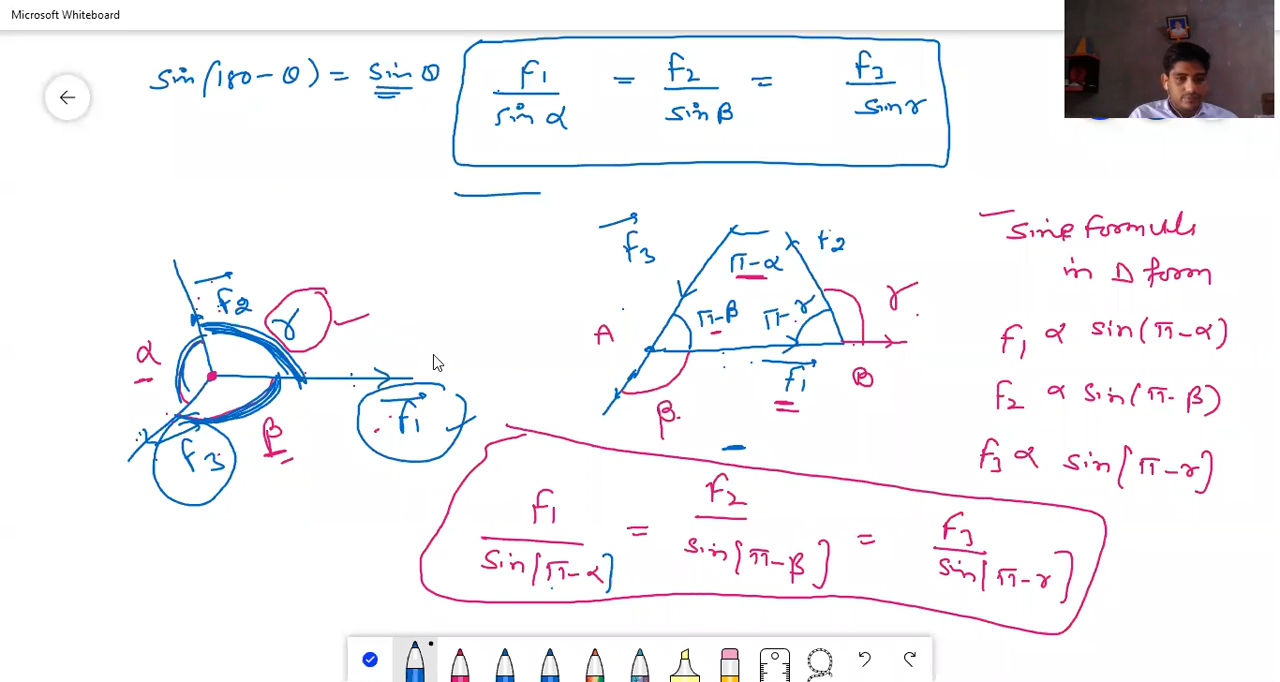 Microsoft Whiteboard
sin(180 - θ) = sin θ
F1/sin α = F2/sin β = F3/sin γ
F3
F2
π-α
F2
γ
π-β
π-γ
γ
α
A
F1
B
F1
β
F3
β
sine formula
in Δ form
F1 α sin(π-α)
F2 α sin(π-β)
F3 α sin(π-γ)
F1/sin(π-α) = F2/sin(π-β) = F3/sin(π-γ)